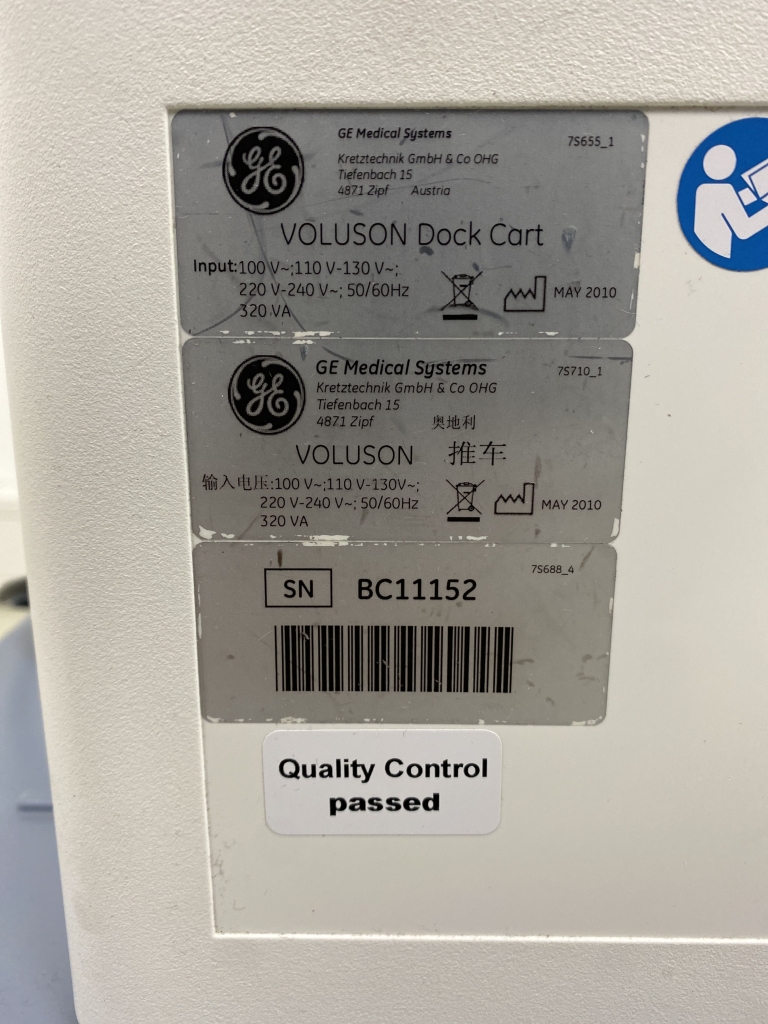 GE Medical Systems
7S655_1
Kretztechnik GmbH & Co OHG
Tiefenbach 15
4871 Zipf Austria
GE
VOLUSON Dock Cart
Input:100 V~;110 V-130 V~;
220 V-240 V~; 50/60Hz
320 VA
MAY 2010
GE Medical Systems
7S710_1
Kretztechnik GmbH & Co OHG
Tiefenbach 15
4871 Zipf 奥地利
GE
VOLUSON 推车
输入电压:100 V~;110 V-130V~;
220 V-240 V~; 50/60Hz
320 VA
MAY 2010
7S688_4
SN BC11152
Quality Control
passed